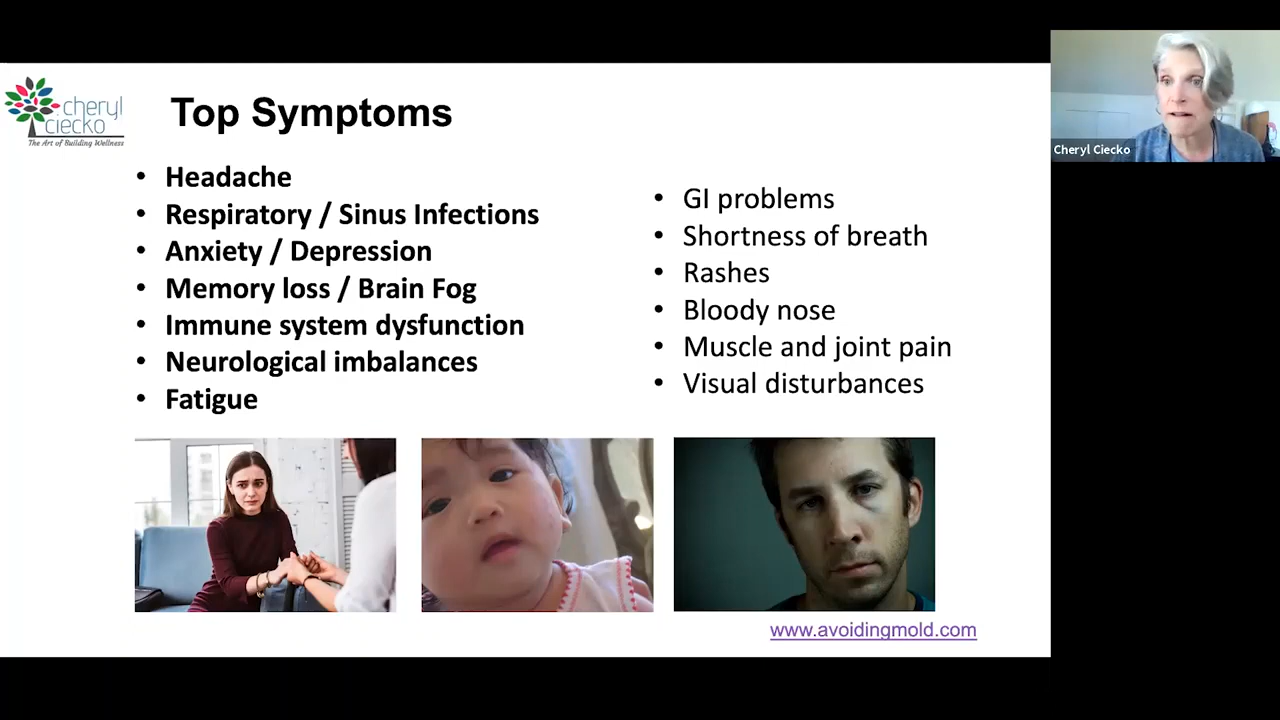 cheryl
ciecko
The Art of Building Wellness
Top Symptoms
• Headache
• Respiratory / Sinus Infections
• Anxiety / Depression
• Memory loss / Brain Fog
• Immune system dysfunction
• Neurological imbalances
• Fatigue
• GI problems
• Shortness of breath
• Rashes
• Bloody nose
• Muscle and joint pain
• Visual disturbances
www.avoidingmold.com
Cheryl Ciecko